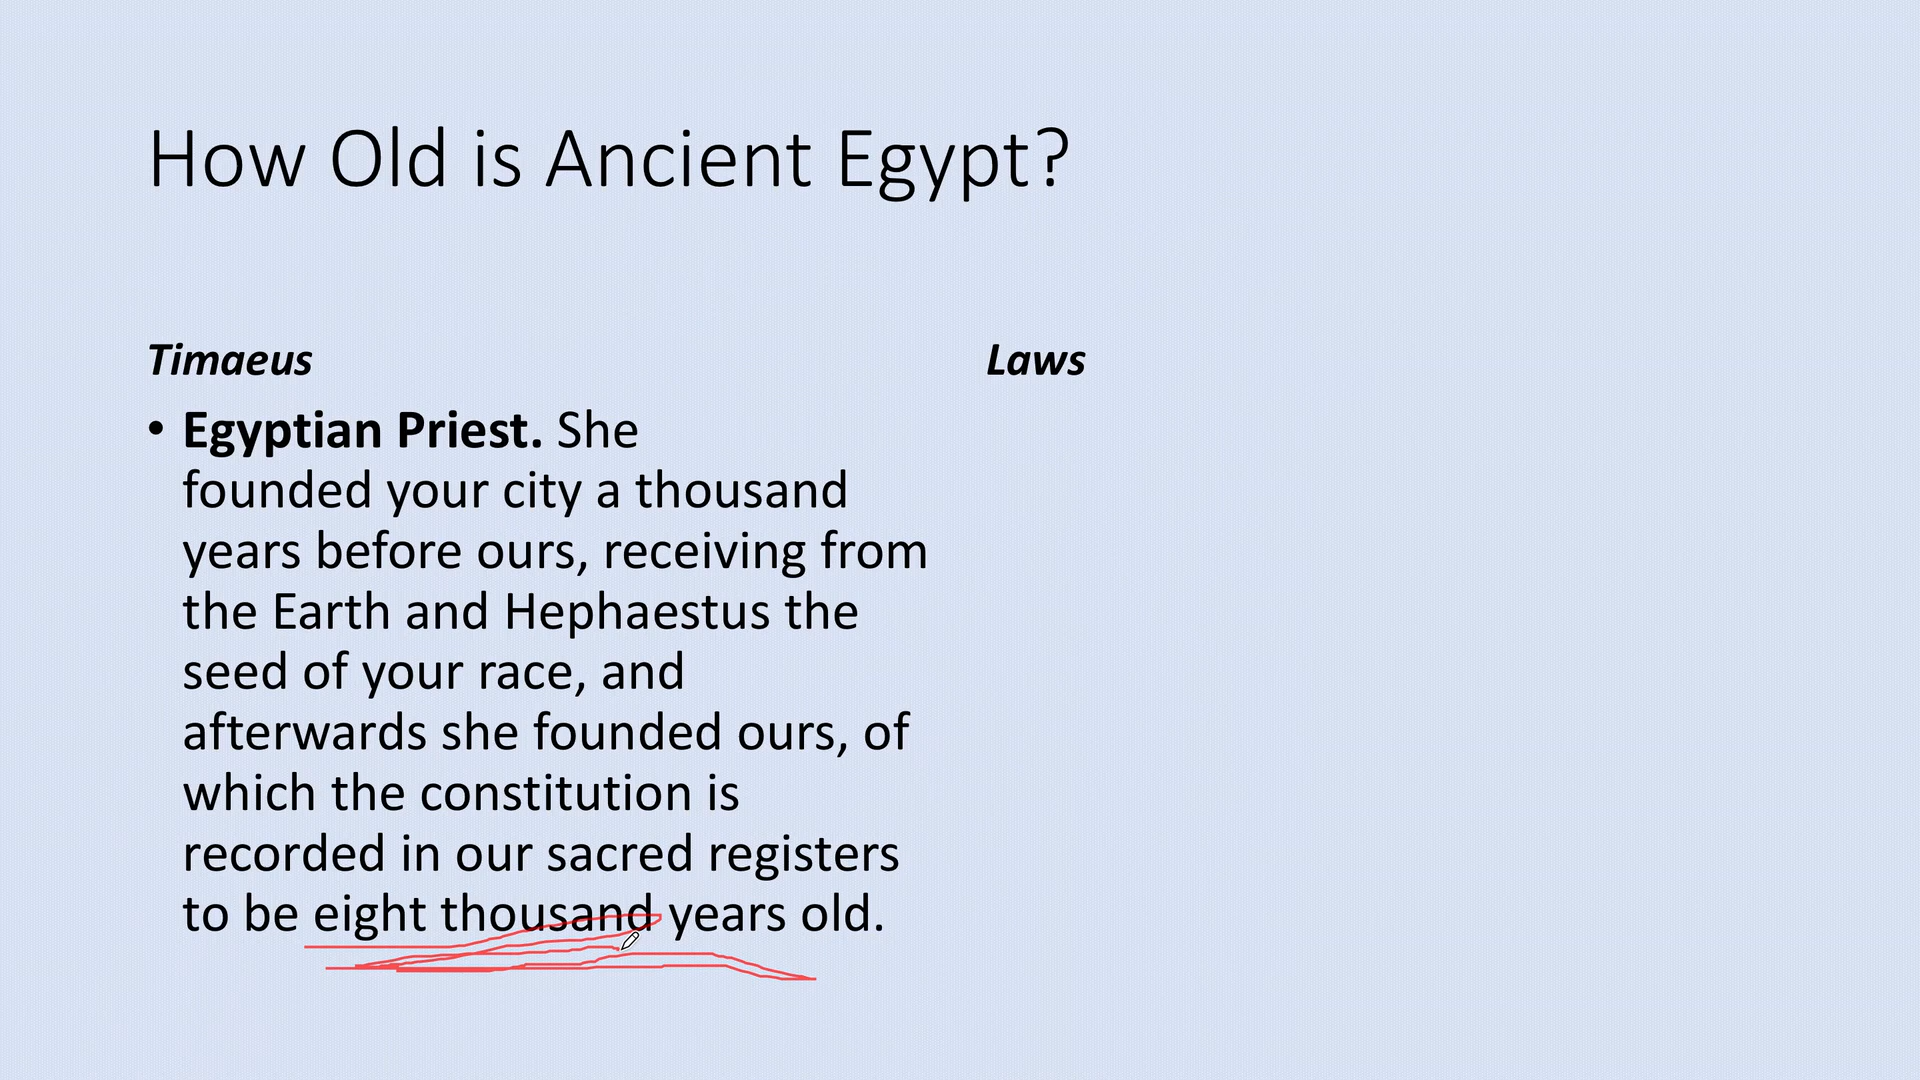 How Old is Ancient Egypt?
Timaeus
• Egyptian Priest. She
founded your city a thousand
years before ours, receiving from
the Earth and Hephaestus the
seed of your race, and
afterwards she founded ours, of
which the constitution is
recorded in our sacred registers
to be eight thousand years old.
Laws